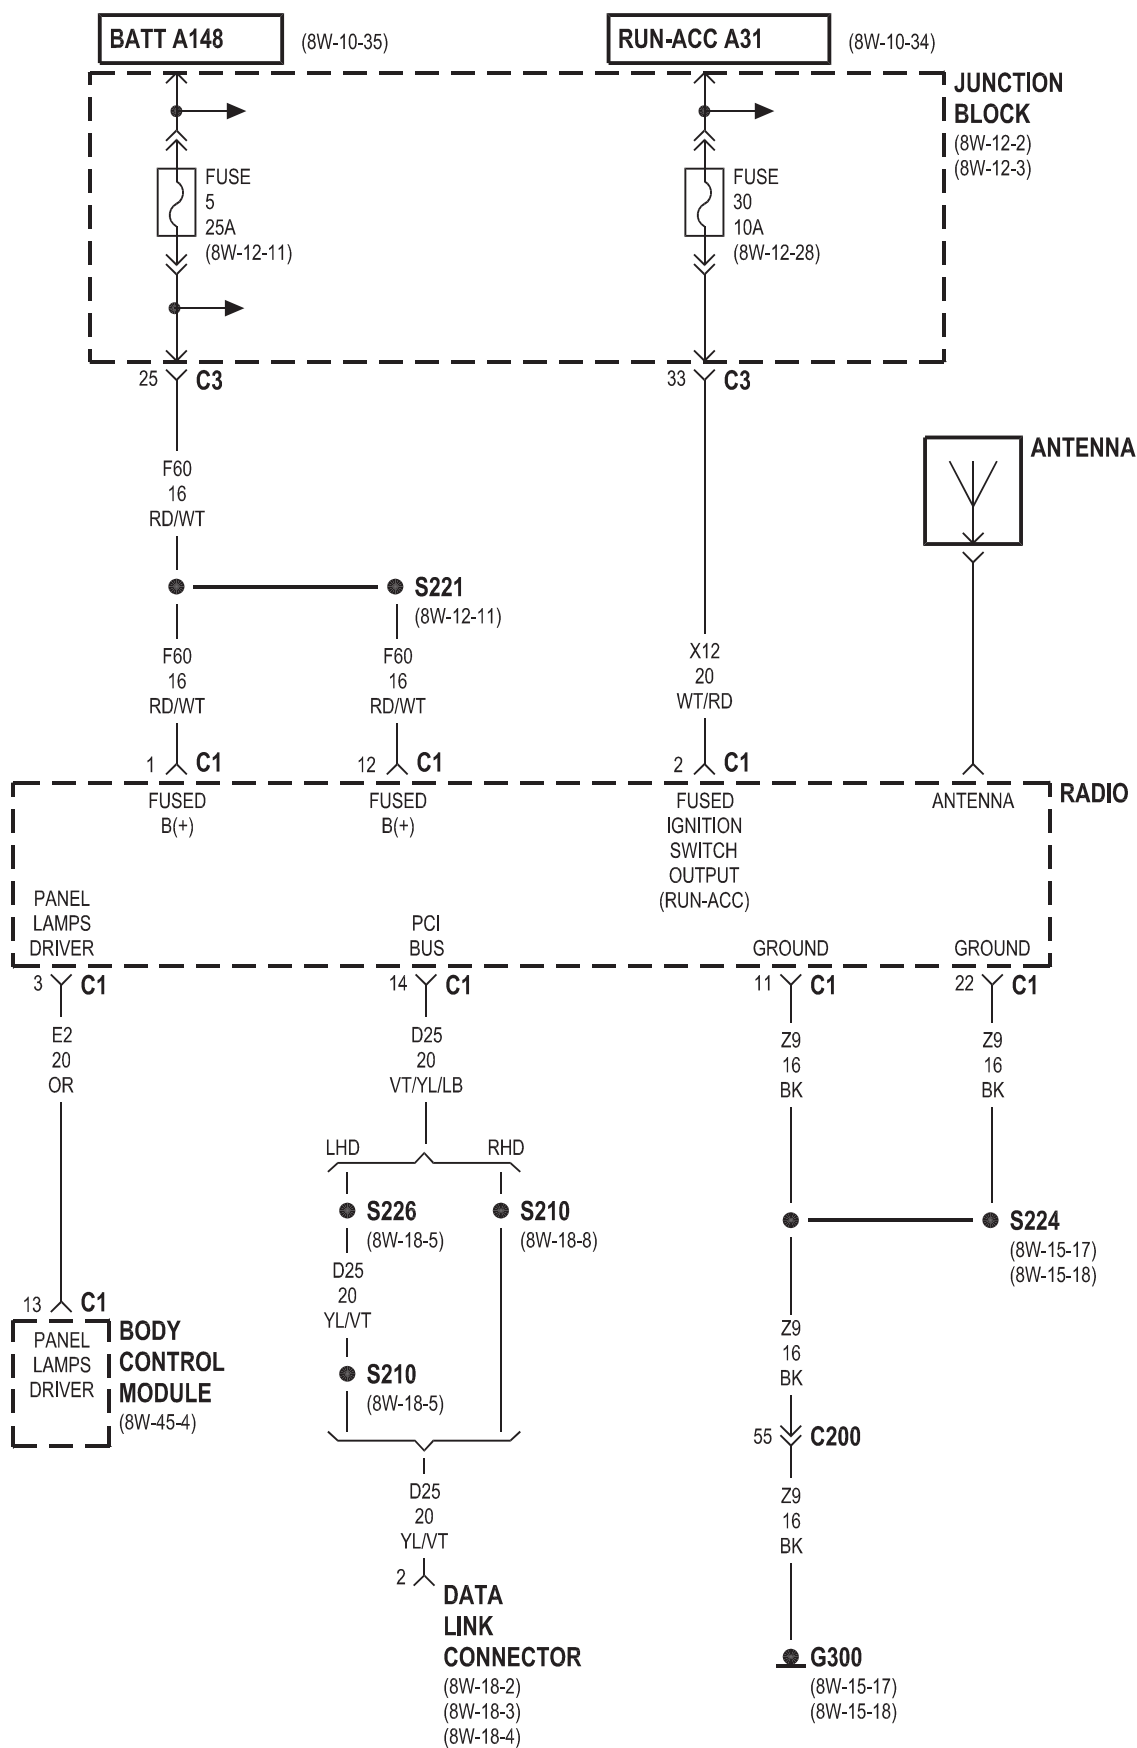 BATT A148
(8W-10-35)
RUN-ACC A31
(8W-10-34)
JUNCTION
BLOCK
(8W-12-2)
(8W-12-3)
FUSE
5
25A
(8W-12-11)
FUSE
30
10A
(8W-12-28)
25
C3
33
C3
ANTENNA
F60
16
RD/WT
S221
(8W-12-11)
F60
16
RD/WT
F60
16
RD/WT
X12
20
WT/RD
1
C1
12
C1
2
C1
RADIO
FUSED
B(+)
FUSED
B(+)
FUSED
IGNITION
SWITCH
OUTPUT
(RUN-ACC)
ANTENNA
PANEL
LAMPS
DRIVER
PCI
BUS
GROUND
GROUND
3
C1
14
C1
11
C1
22
C1
E2
20
OR
D25
20
VT/YL/LB
Z9
16
BK
Z9
16
BK
LHD
RHD
S226
(8W-18-5)
S210
(8W-18-8)
S224
(8W-15-17)
(8W-15-18)
D25
20
YL/VT
S210
(8W-18-5)
13
C1
PANEL
LAMPS
DRIVER
BODY
CONTROL
MODULE
(8W-45-4)
Z9
16
BK
55
C200
D25
20
YL/VT
Z9
16
BK
2
DATA
LINK
CONNECTOR
(8W-18-2)
(8W-18-3)
(8W-18-4)
G300
(8W-15-17)
(8W-15-18)